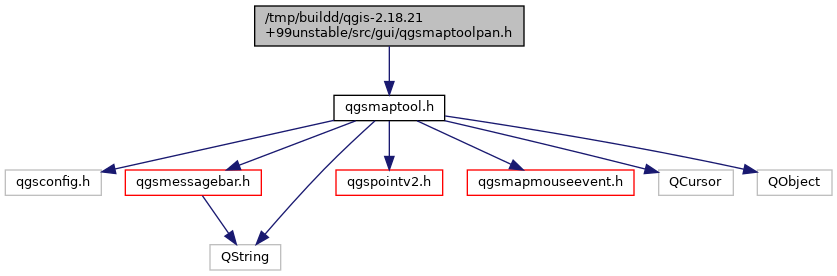 /tmp/buildd/qgis-2.18.21
+99unstable/src/gui/qgsmaptoolpan.h
qgsmaptool.h
qgsconfig.h
qgsmessagebar.h
qgspointv2.h
qgsmapmouseevent.h
QCursor
QObject
QString